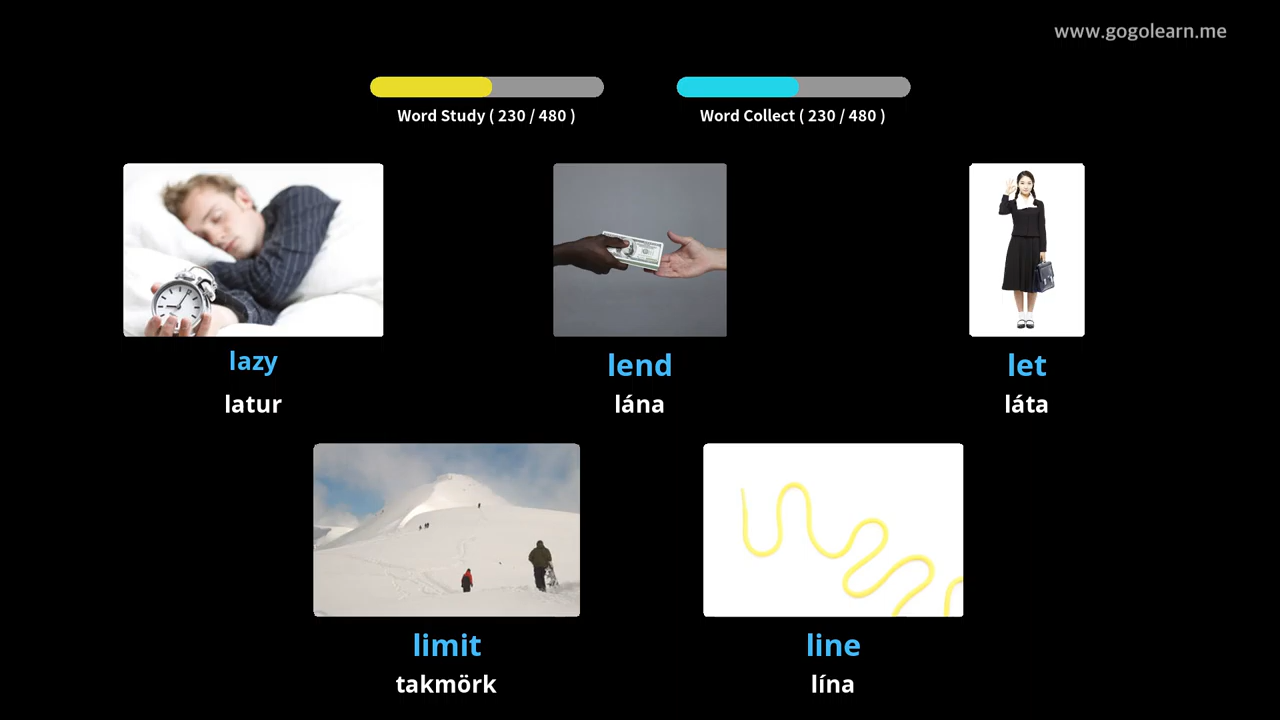 www.gogolearn.me
Word Study ( 230 / 480 )
Word Collect ( 230 / 480 )
lazy
latur
lend
lána
let
láta
limit
takmörk
line
lína